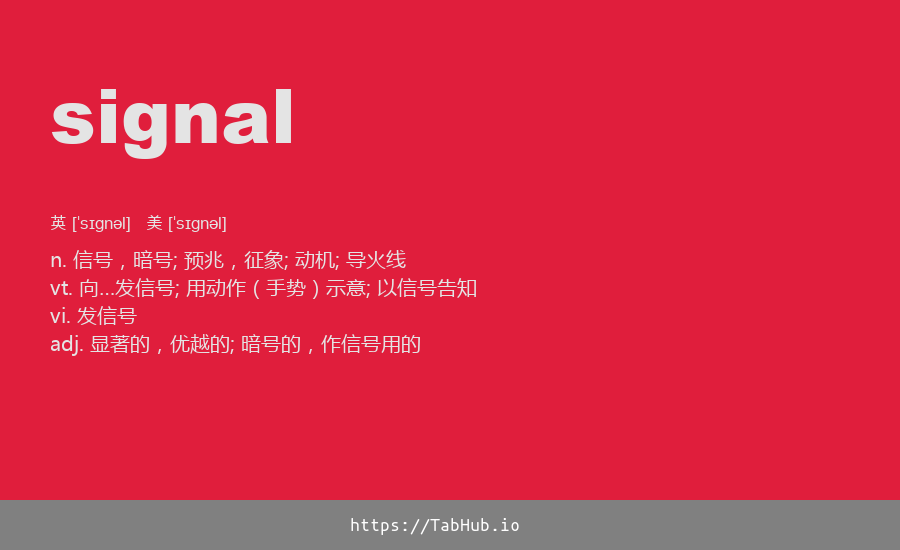 signal
英 ['sɪgnəl] 美 ['sɪgnəl]
n. 信号，暗号; 预兆，征象; 动机; 导火线
vt. 向…发信号; 用动作（手势）示意; 以信号告知
vi. 发信号
adj. 显著的，优越的; 暗号的，作信号用的
https://TabHub.io